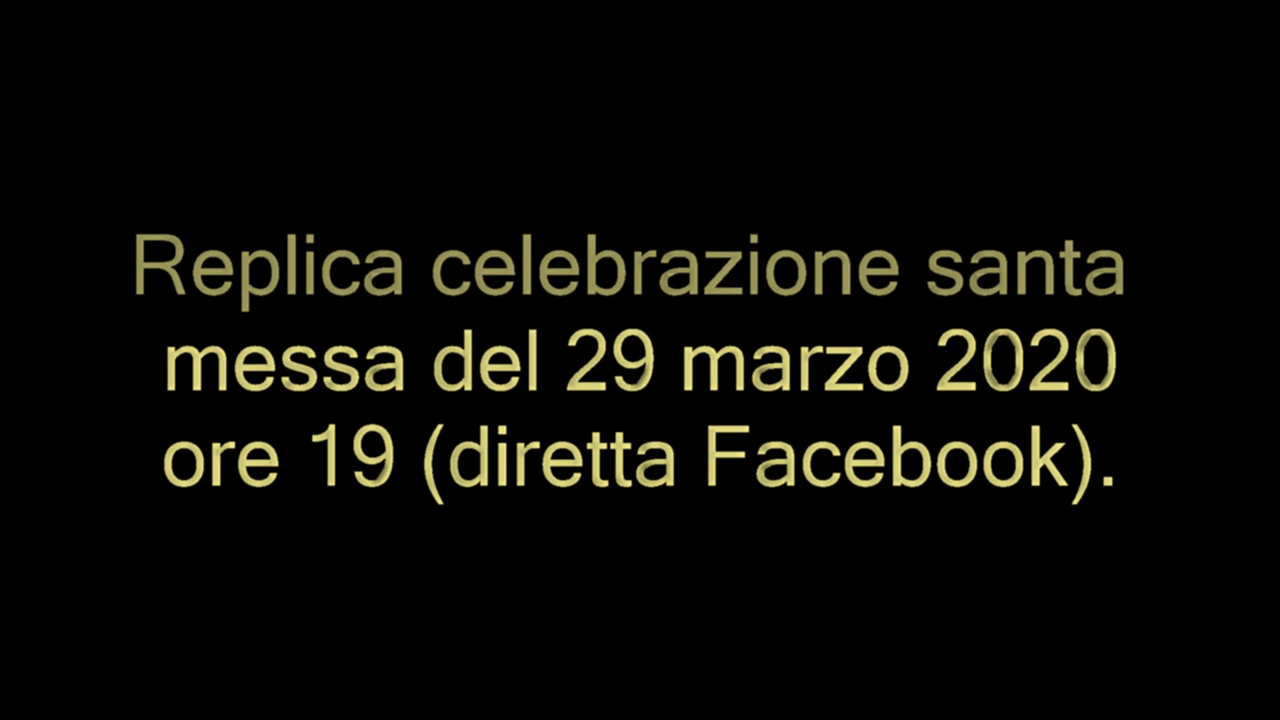 Replica celebrazione santa
messa del 29 marzo 2020
ore 19 (diretta Facebook).